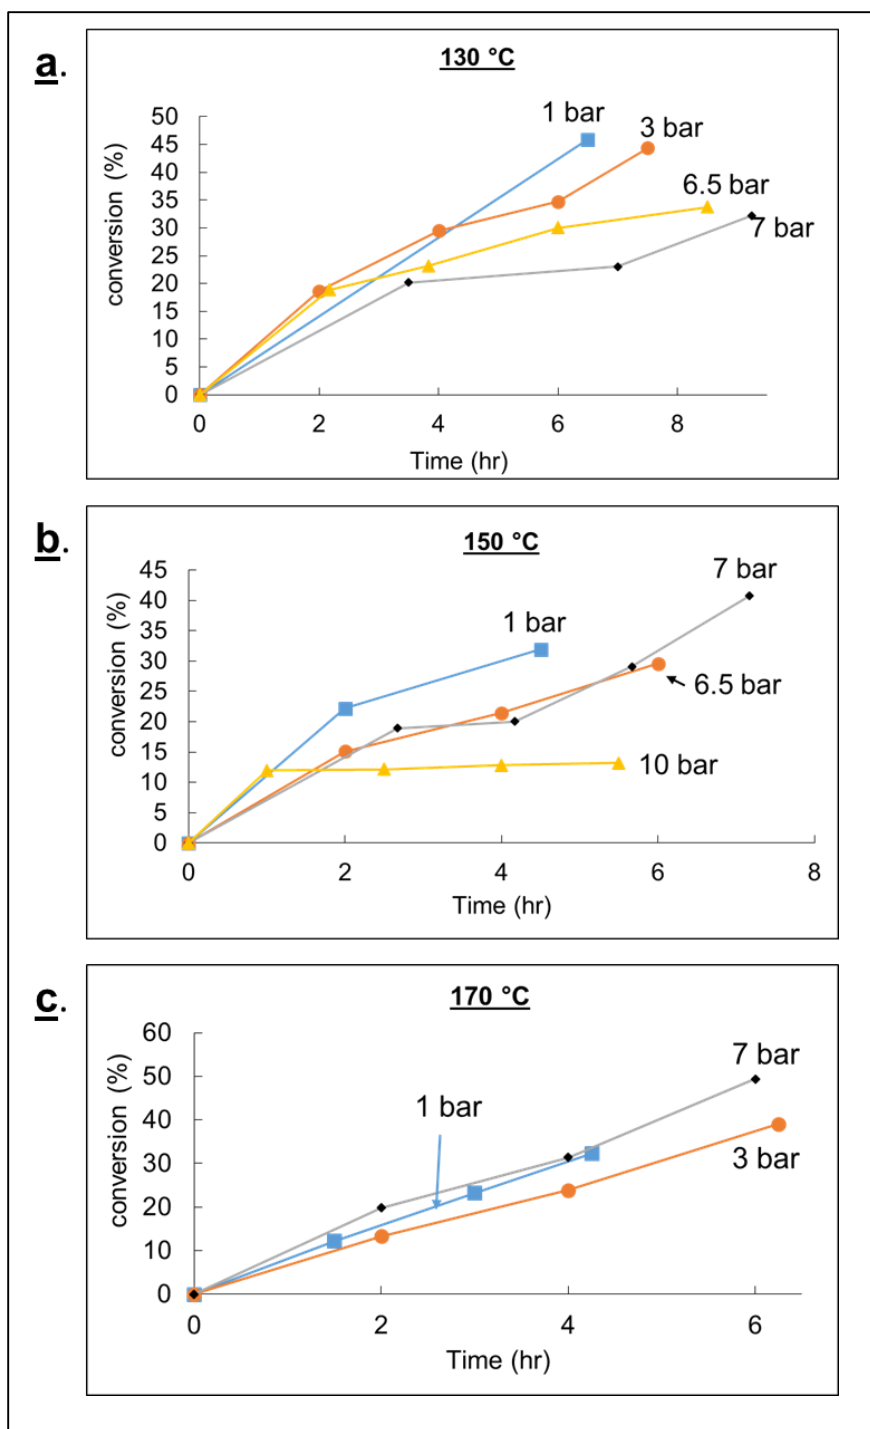 a.
130 °C
conversion (%)
50
45
40
35
30
25
20
15
10
5
0
1 bar
3 bar
6.5 bar
7 bar
0 2 4 6 8
Time (hr)
b.
150 °C
conversion (%)
45
40
35
30
25
20
15
10
5
0
7 bar
1 bar
6.5 bar
10 bar
0 2 4 6 8
Time (hr)
c.
170 °C
conversion (%)
60
50
40
30
20
10
0
7 bar
1 bar
3 bar
0 2 4 6
Time (hr)